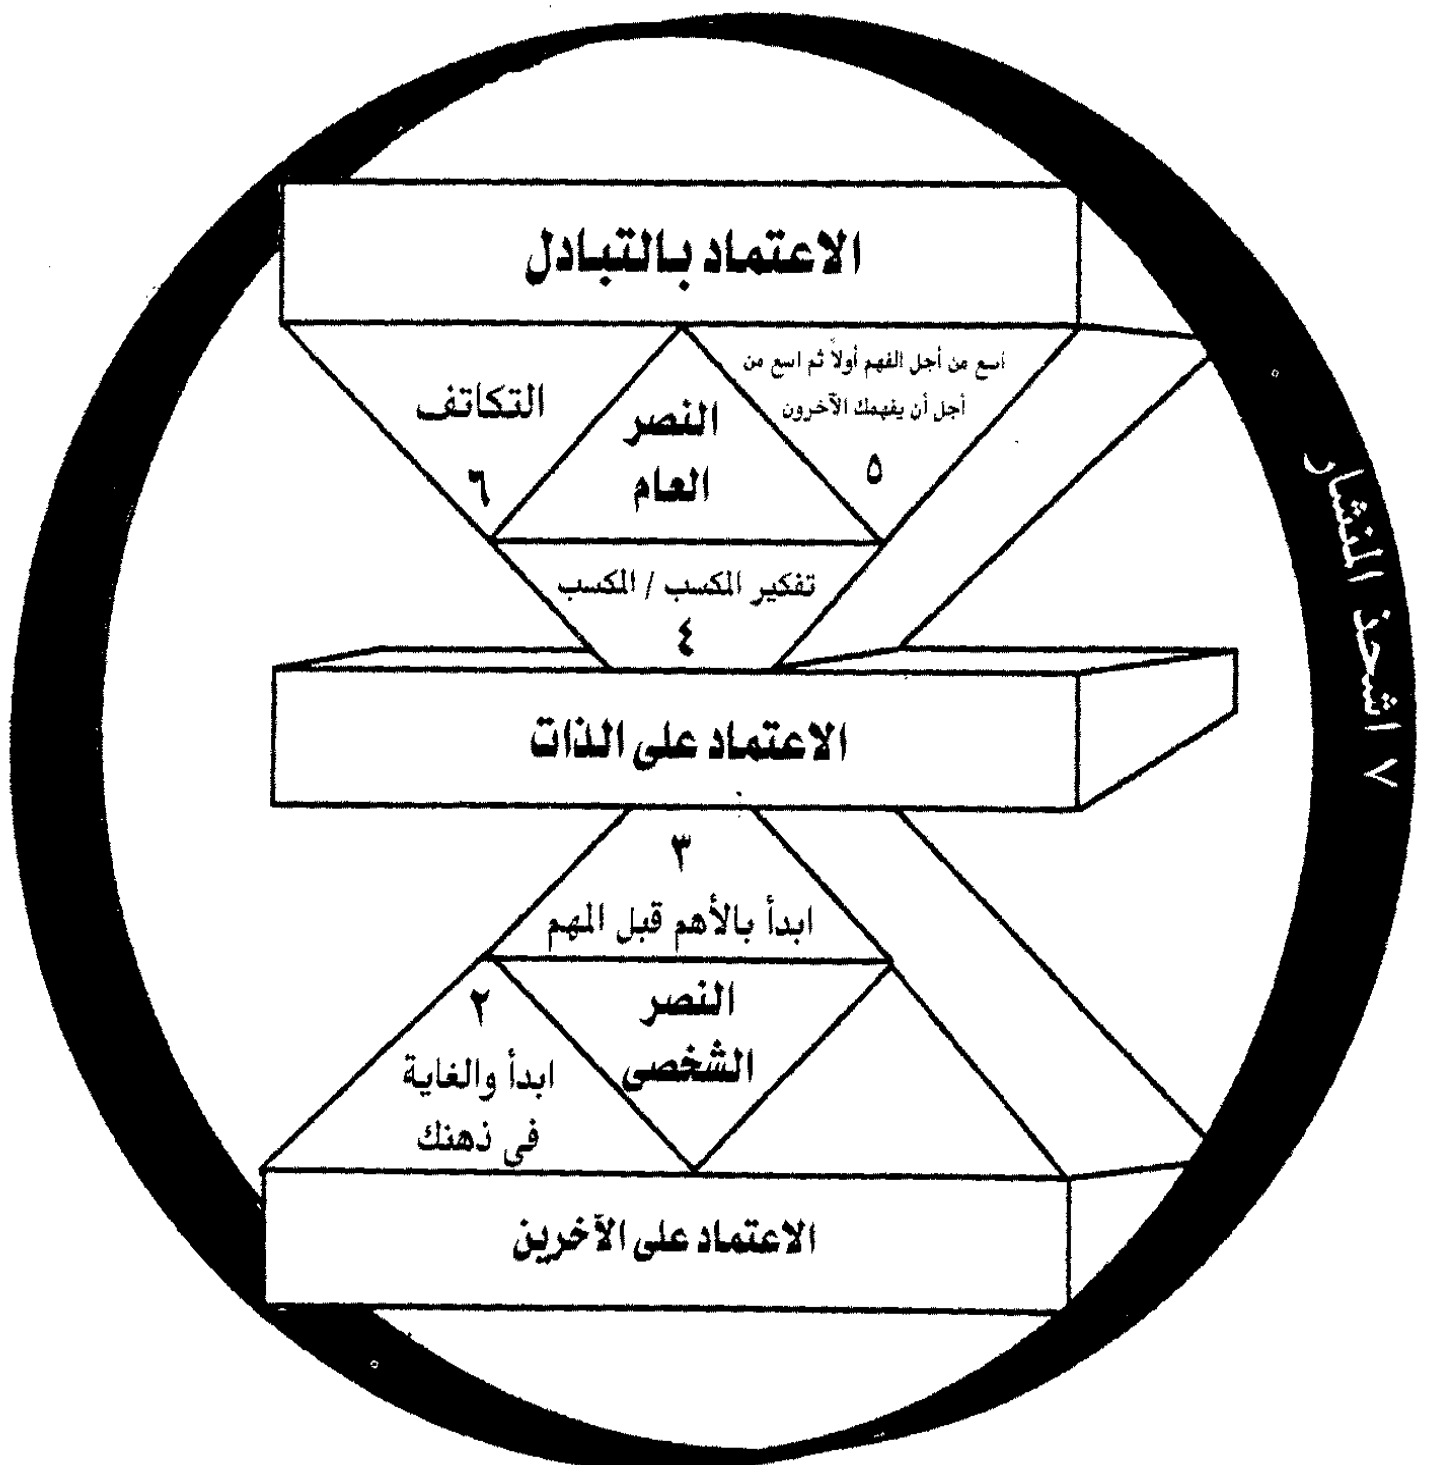 الاعتماد بالتبادل
اسع من أجل الفهم أولاً ثم اسع من
أجل أن يفهمك الآخرون
٥
النصر
العام
التكاتف
٦
تفكير المكسب / المكسب
٤
الاعتماد على الذات
٣
ابدأ بالأهم قبل المهم
النصر
الشخصى
٢
ابدأ والغاية
فى ذهنك
الاعتماد على الآخرين
٧ اشحذ المنشار